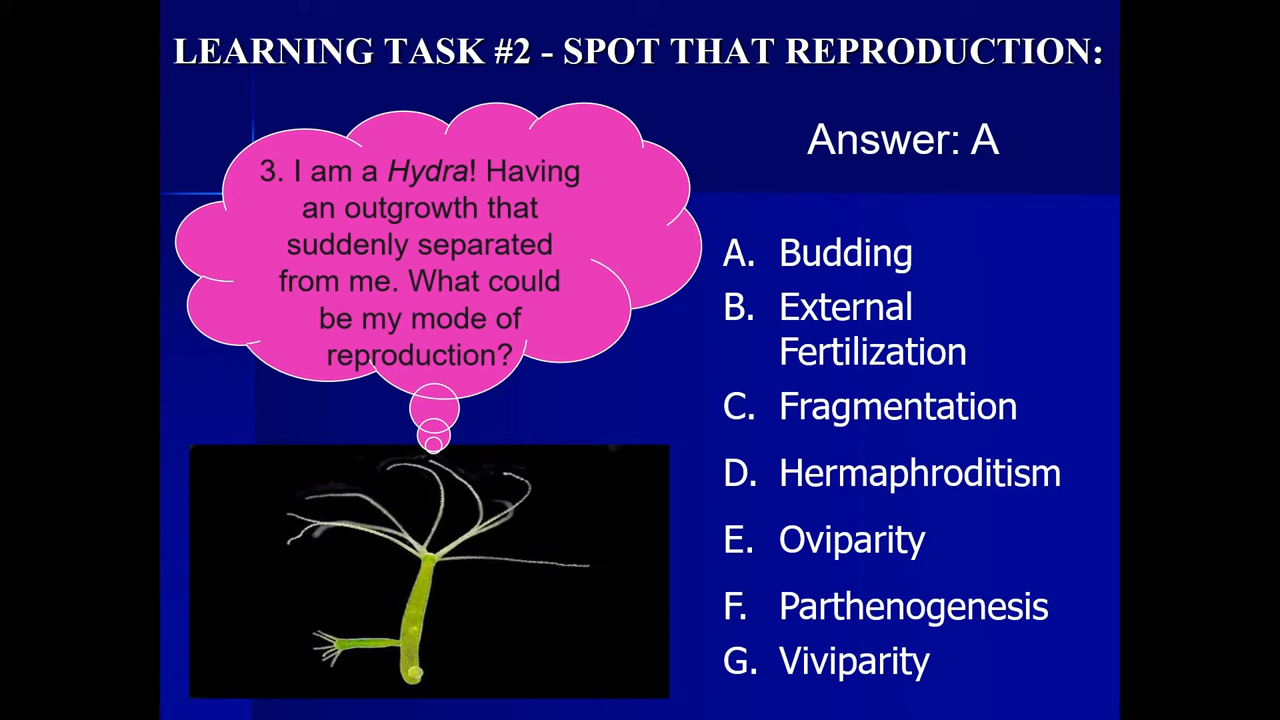 LEARNING TASK #2 - SPOT THAT REPRODUCTION:
3. I am a Hydra! Having
an outgrowth that
suddenly separated
from me. What could
be my mode of
reproduction?
Answer: A
A. Budding
B. External
Fertilization
C. Fragmentation
D. Hermaphroditism
E. Oviparity
F. Parthenogenesis
G. Viviparity